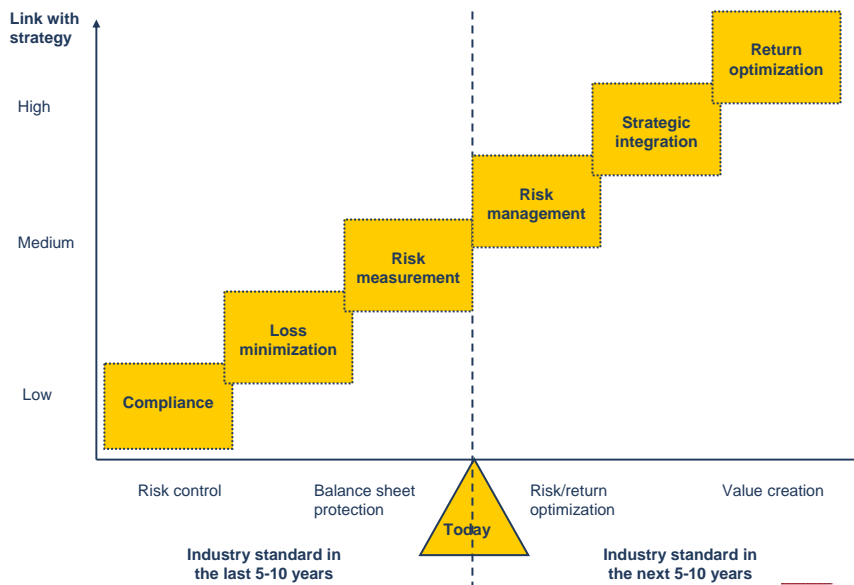 Link with
strategy
Return
optimization
High
Strategic
integration
Risk
management
Medium
Risk
measurement
Loss
minimization
Low
Compliance
Risk control
Balance sheet
protection
Risk/return
optimization
Value creation
Today
Industry standard in
the last 5-10 years
Industry standard in
the next 5-10 years